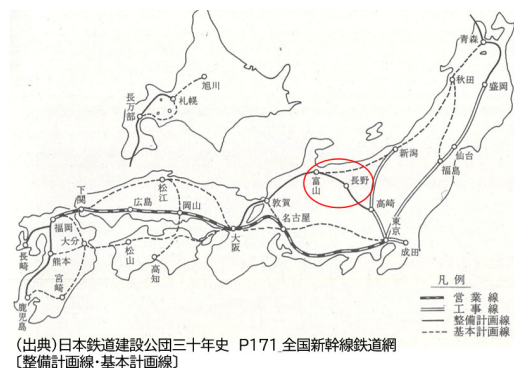 青森
秋田
盛岡
旭川
札幌
長万部
新潟
仙台
福島
富山
長野
高崎
東京
成田
敦賀
名古屋
大阪
松江
岡山
広島
下関
福岡
大分
松山
高知
長崎
熊本
宮崎
鹿児島
凡例
営業線
工事線
整備計画線
基本計画線
(出典)日本鉄道建設公団三十年史 P171 全国新幹線鉄道網
〔整備計画線・基本計画線〕